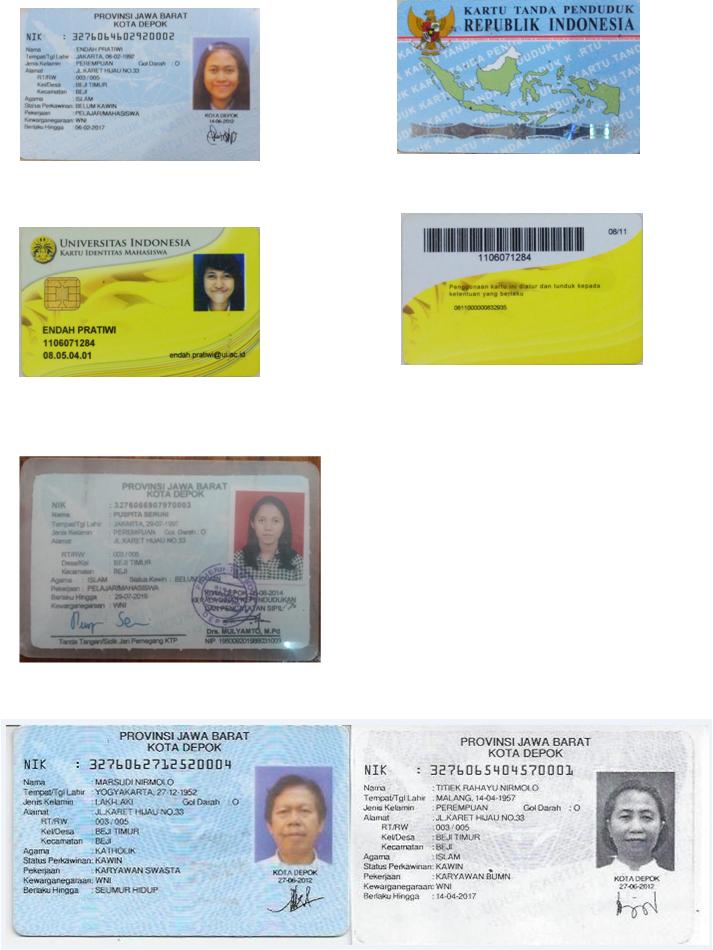 PROVINSI JAWA BARAT
KOTA DEPOK
NIK : 3276064602920002
Nama : ENDAH PRATIWI
Tempat/Tgl Lahir : JAKARTA, 06-02-1992
Jenis Kelamin : PEREMPUAN Gol Darah : O
Alamat : JL.KARET HIJAU NO.33
RT/RW : 003 / 005
Kel/Desa : BEJI TIMUR
Kecamatan : BEJI
Agama : ISLAM
Status Perkawinan: BELUM KAWIN
Pekerjaan : PELAJAR/MAHASISWA
Kewarganegaraan: WNI
Berlaku Hingga : 06-02-2017
KOTA DEPOK
14-06-2012
KARTU TANDA PENDUDUK
REPUBLIK INDONESIA
UNIVERSITAS INDONESIA
KARTU IDENTITAS MAHASISWA
ENDAH PRATIWI
1106071284
08.05.04.01
endah.pratiwi@ui.ac.id
08/11
1106071284
Penggunaan kartu ini diatur dan tunduk kepada
ketentuan yang berlaku
PROVINSI JAWA BARAT
KOTA DEPOK
NIK : 3276066907970003
Nama : PUSPITA SERUNI
Tempat/Tgl Lahir : JAKARTA, 29-07-1997
Jenis Kelamin : PEREMPUAN Gol Darah : O
Alamat : JL.KARET HIJAU NO.33
RT/RW : 003 / 005
Desa/Kel : BEJI TIMUR
Kecamatan : BEJI
Agama : ISLAM Status Kawin : BELUM KAWIN
Pekerjaan : PELAJAR/MAHASISWA
Berlaku Hingga : 29-07-2019
Kewarganegaraan : WNI
KOTA DEPOK
KEPALA DINAS KEPENDUDUKAN
DAN PENCATATAN SIPIL
Drs. MULYAMTO, M.Pd
Tanda Tangan/Sidik Jari Pemegang KTP
PROVINSI JAWA BARAT
KOTA DEPOK
NIK : 3276062712520004
Nama : MARSUDI NIRMOLO
Tempat/Tgl Lahir : YOGYAKARTA, 27-12-1952
Jenis Kelamin : LAKI-LAKI Gol Darah : O
Alamat : JL.KARET HIJAU NO.33
RT/RW : 003 / 005
Kel/Desa : BEJI TIMUR
Kecamatan : BEJI
Agama : KATHOLIK
Status Perkawinan: KAWIN
Pekerjaan : KARYAWAN SWASTA
Kewarganegaraan: WNI
Berlaku Hingga : SEUMUR HIDUP
KOTA DEPOK
27-06-2012
PROVINSI JAWA BARAT
KOTA DEPOK
NIK : 3276065404570001
Nama : TITIEK RAHAYU NIRMOLO
Tempat/Tgl Lahir : MALANG, 14-04-1957
Jenis Kelamin : PEREMPUAN Gol Darah : O
Alamat : JL.KARET HIJAU NO.33
RT/RW : 003 / 005
Kel/Desa : BEJI TIMUR
Kecamatan : BEJI
Agama : ISLAM
Status Perkawinan: KAWIN
Pekerjaan : KARYAWAN BUMN
Kewarganegaraan: WNI
Berlaku Hingga : 14-04-2017
KOTA DEPOK
27-06-2012